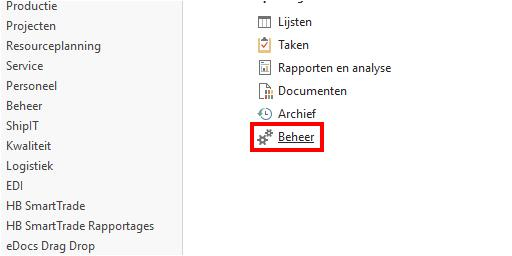 Productie
Projecten
Resourceplanning
Service
Personeel
Beheer
ShipIT
Kwaliteit
Logistiek
EDI
HB SmartTrade
HB SmartTrade Rapportages
eDocs Drag Drop
Lijsten
Taken
Rapporten en analyse
Documenten
Archief
Beheer